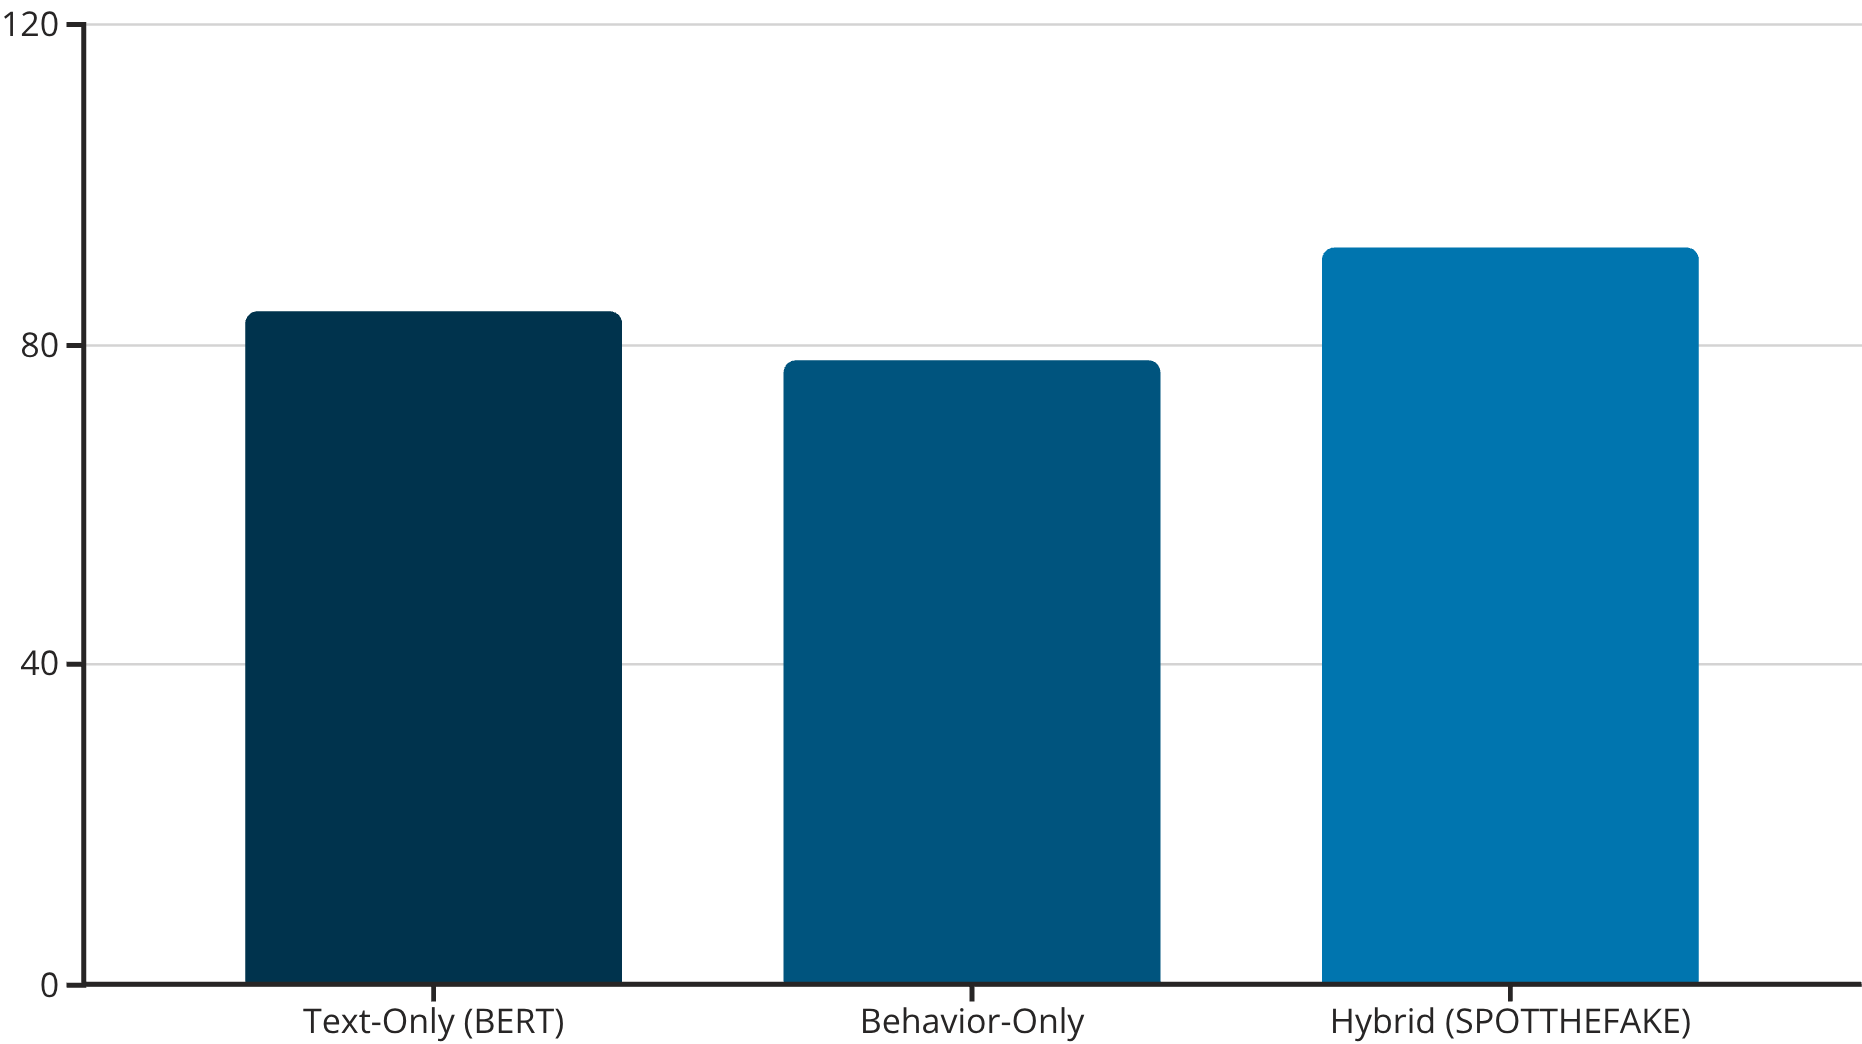 120
80
40
0
Text-Only (BERT)
Behavior-Only
Hybrid (SPOTTHEFAKE)